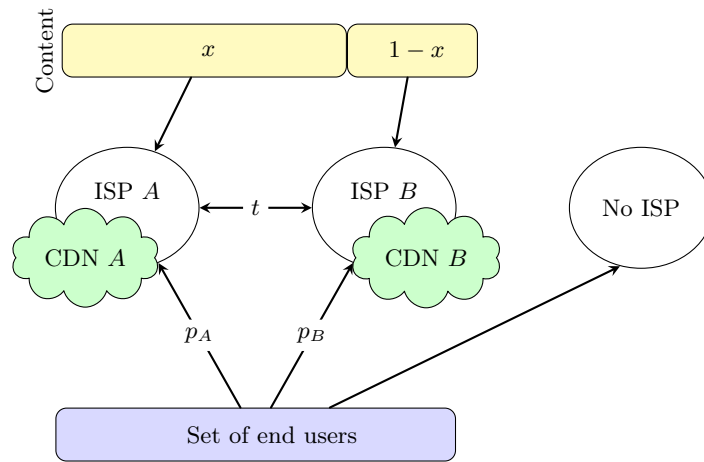 Content
x
1 − x
ISP A
t
ISP B
No ISP
CDN A
CDN B
p_A
p_B
Set of end users